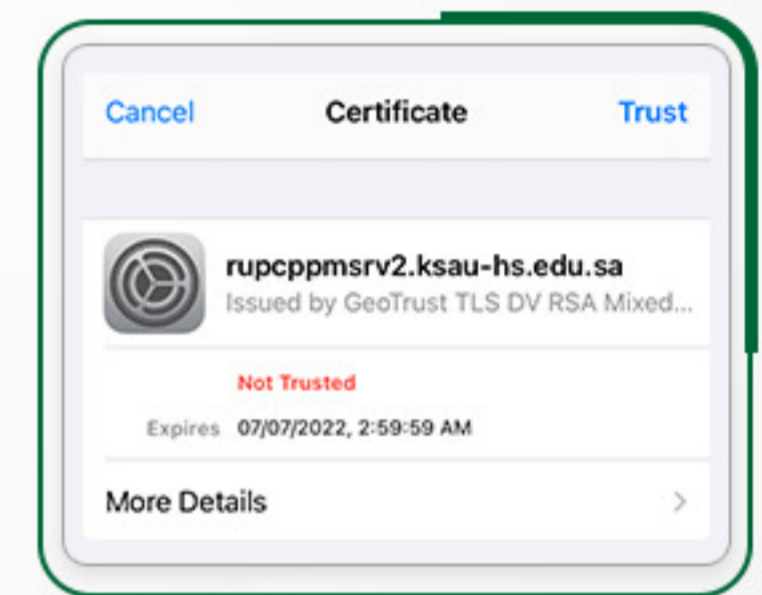 Cancel Certificate Trust
rupcppmsrv2.ksau-hs.edu.sa
Issued by GeoTrust TLS DV RSA Mixed...
Not Trusted
Expires 07/07/2022, 2:59:59 AM
More Details